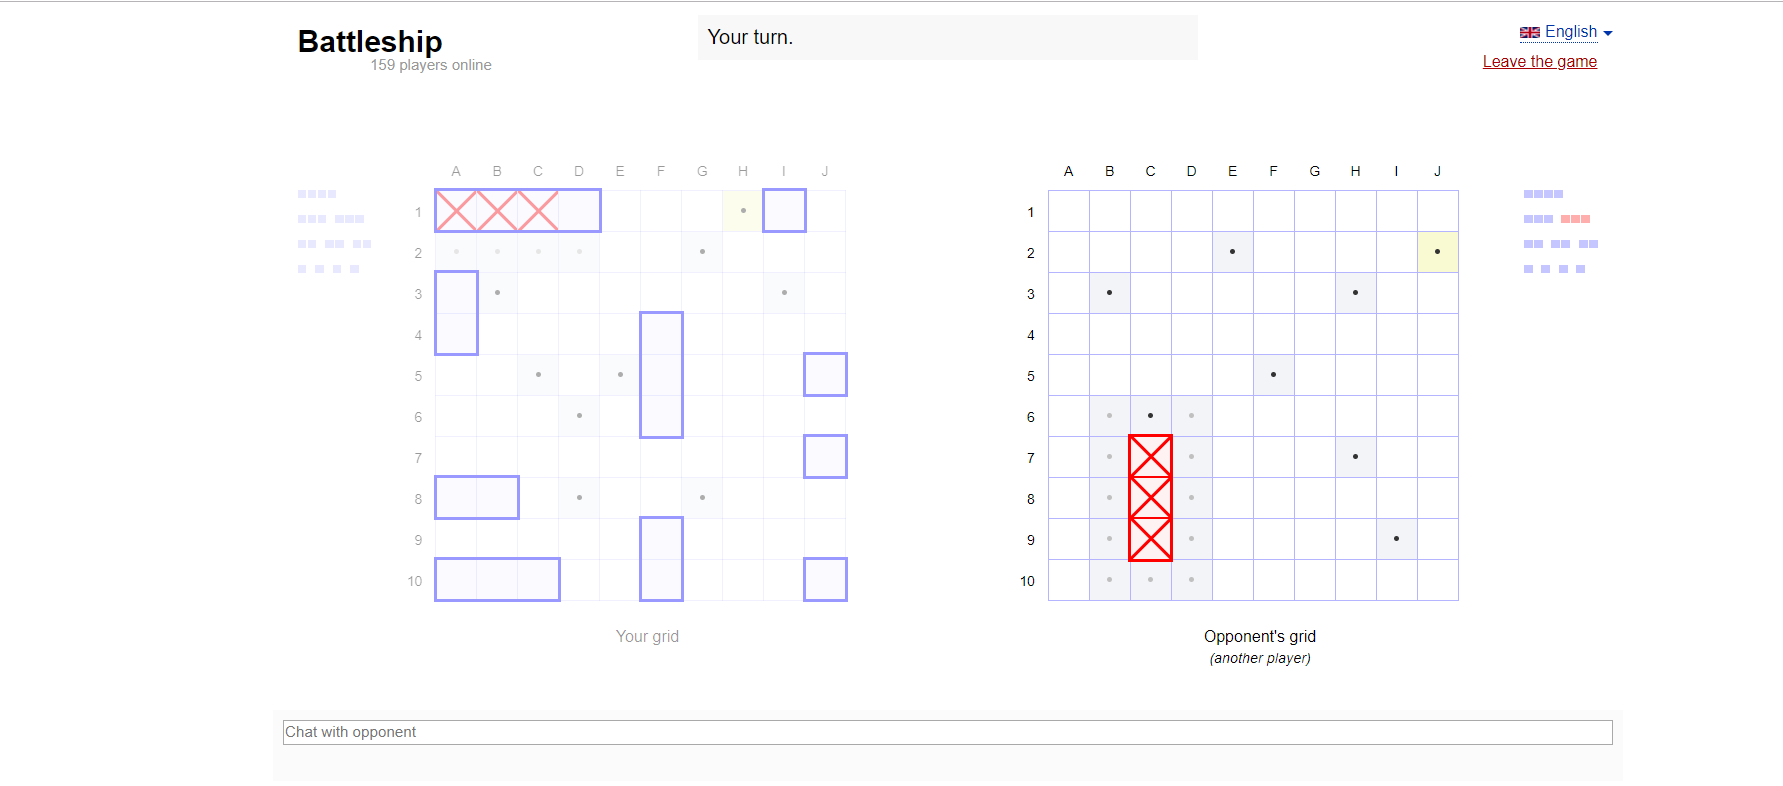 Battleship
159 players online
Your turn.
English
Leave the game
A B C D E F G H I J
1
2
3
4
5
6
7
8
9
10
Your grid
A B C D E F G H I J
1
2
3
4
5
6
7
8
9
10
Opponent's grid
(another player)
Chat with opponent